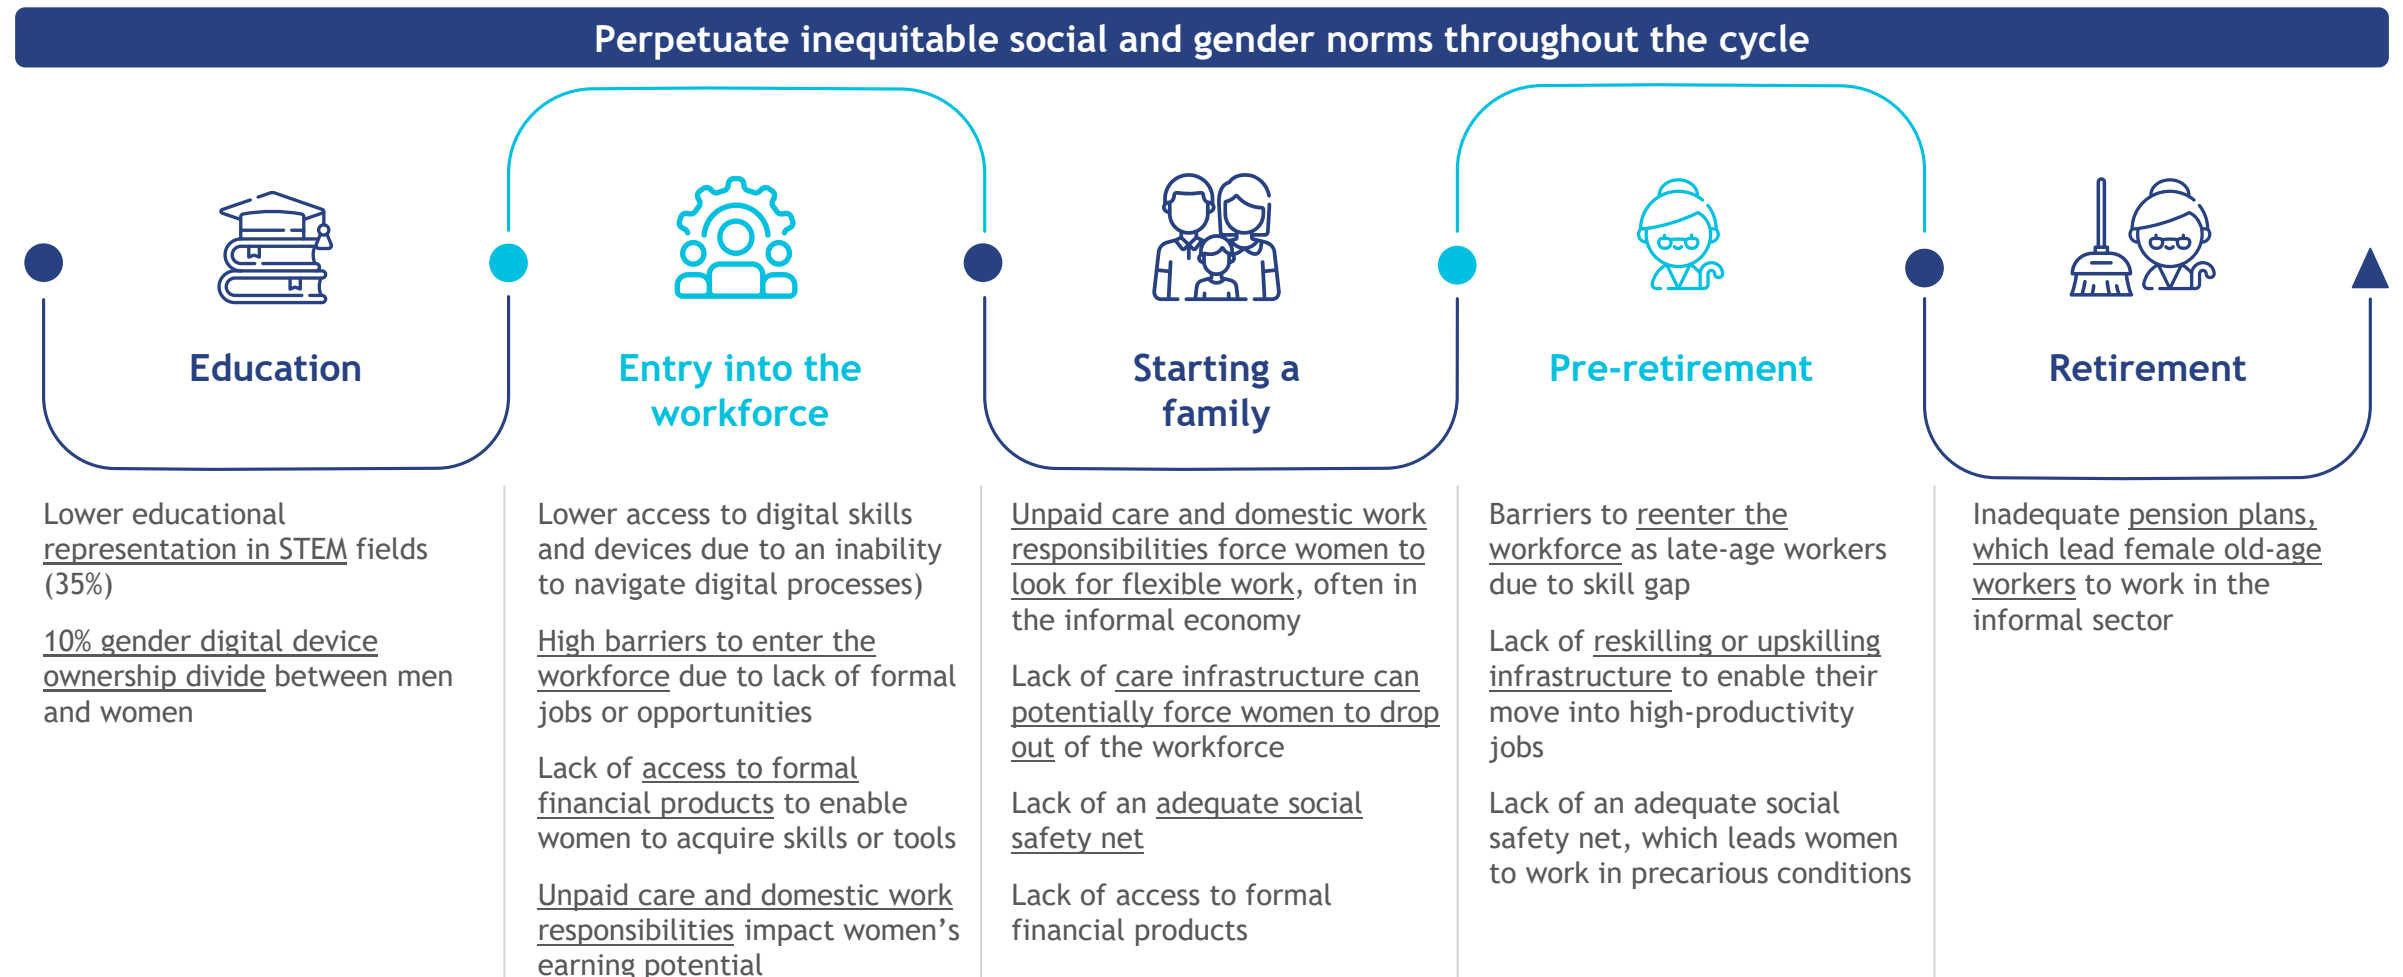 Perpetuate inequitable social and gender norms throughout the cycle
Education
Entry into the
workforce
Starting a
family
Pre-retirement
Retirement
Lower educational
representation in STEM fields
(35%)
10% gender digital device
ownership divide between men
and women
Lower access to digital skills
and devices due to an inability
to navigate digital processes)
High barriers to enter the
workforce due to lack of formal
jobs or opportunities
Lack of access to formal
financial products to enable
women to acquire skills or tools
Unpaid care and domestic work
responsibilities impact women’s
earning potential
Unpaid care and domestic work
responsibilities force women to
look for flexible work, often in
the informal economy
Lack of care infrastructure can
potentially force women to drop
out of the workforce
Lack of an adequate social
safety net
Lack of access to formal
financial products
Barriers to reenter the
workforce as late-age workers
due to skill gap
Lack of reskilling or upskilling
infrastructure to enable their
move into high-productivity
jobs
Lack of an adequate social
safety net, which leads women
to work in precarious conditions
Inadequate pension plans,
which lead female old-age
workers to work in the
informal sector